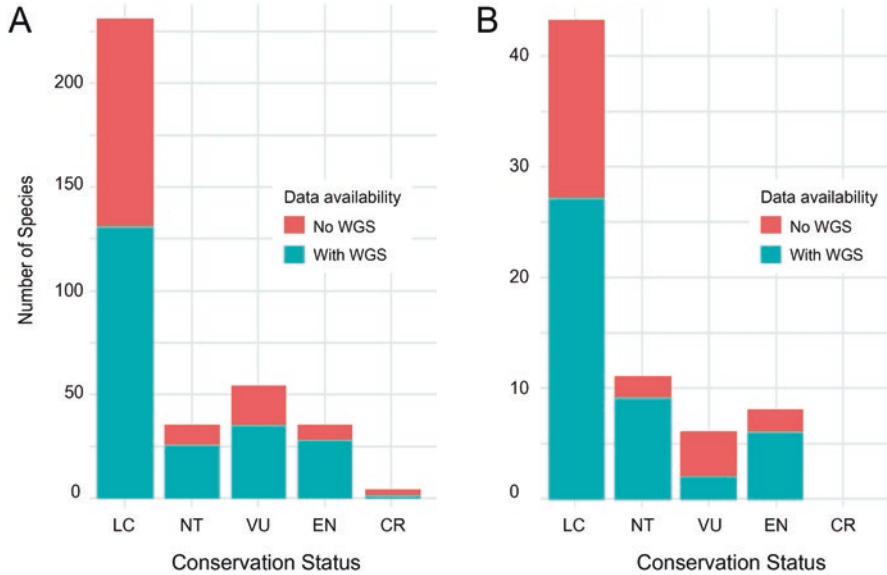 A
Number of Species
200
150
100
50
0
Data availability
No WGS
With WGS
LC NT VU EN CR
Conservation Status
B
40
30
20
10
0
Data availability
No WGS
With WGS
LC NT VU EN CR
Conservation Status